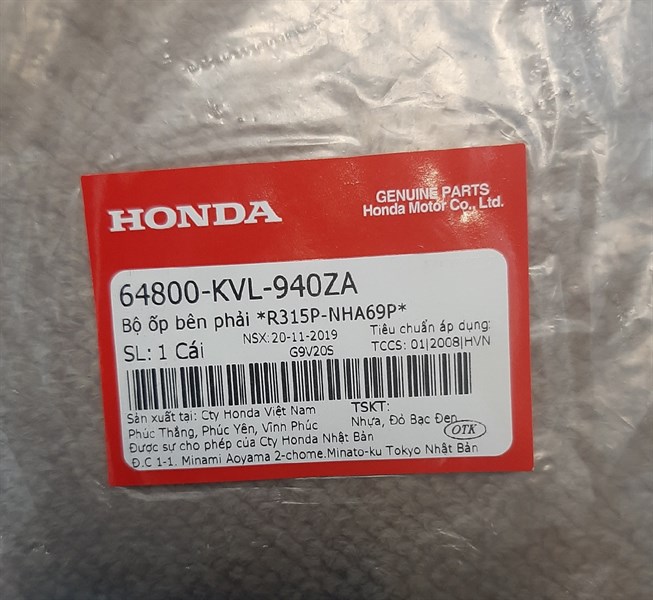 HONDA
GENUINE PARTS
Honda Motor Co., Ltd.
64800-KVL-940ZA
Bộ ốp bên phải *R315P-NHA69P*
SL: 1 Cái
NSX: 20-11-2019
G9V20S
Tiêu chuẩn áp dụng:
TCCS: 01|2008|HVN
Sản xuất tại: Cty Honda Việt Nam
Phúc Thắng, Phúc Yên, Vĩnh Phúc
Được sự cho phép của Cty Honda Nhật Bản
Đ.C 1-1. Minami Aoyama 2-chome.Minato-ku Tokyo Nhật Bản
TSKT:
Nhựa, Đỏ Bạc Đen
OTK